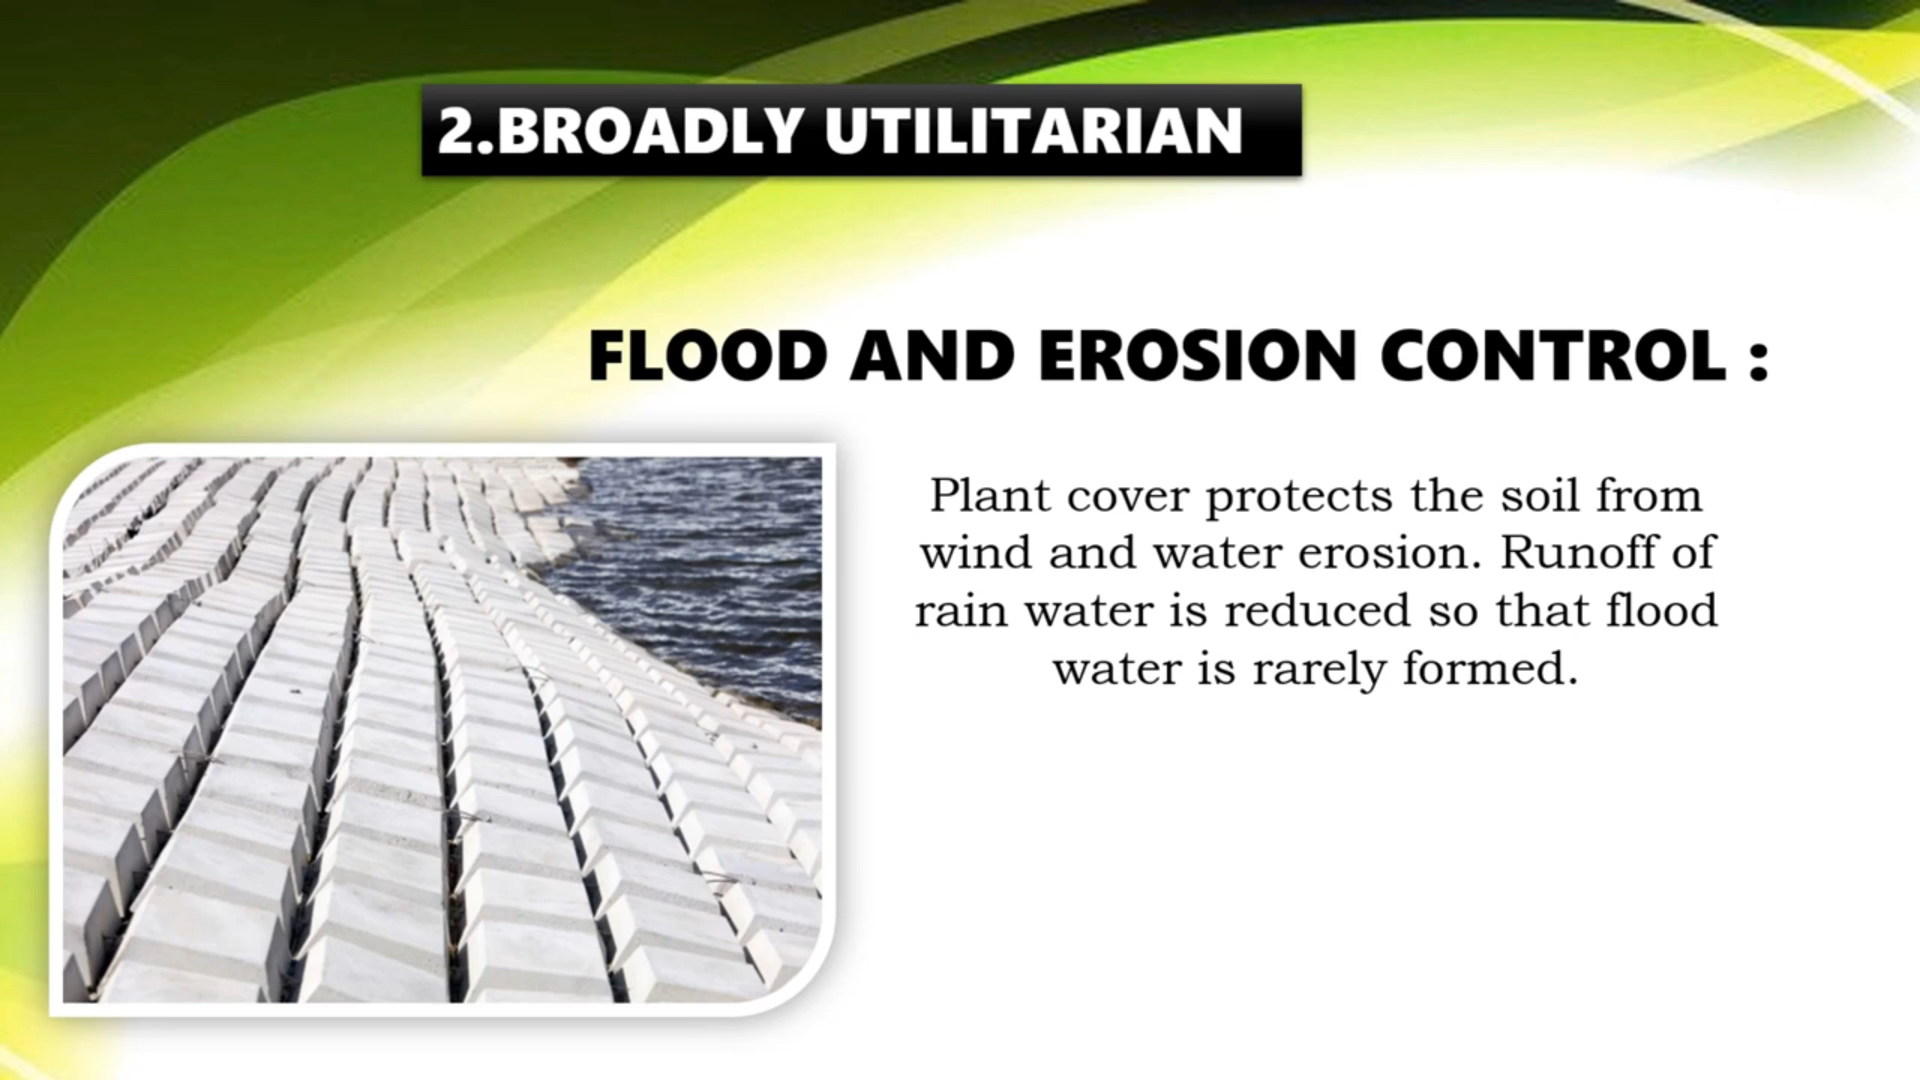 2.BROADLY UTILITARIAN
FLOOD AND EROSION CONTROL :
Plant cover protects the soil from
wind and water erosion. Runoff of
rain water is reduced so that flood
water is rarely formed.